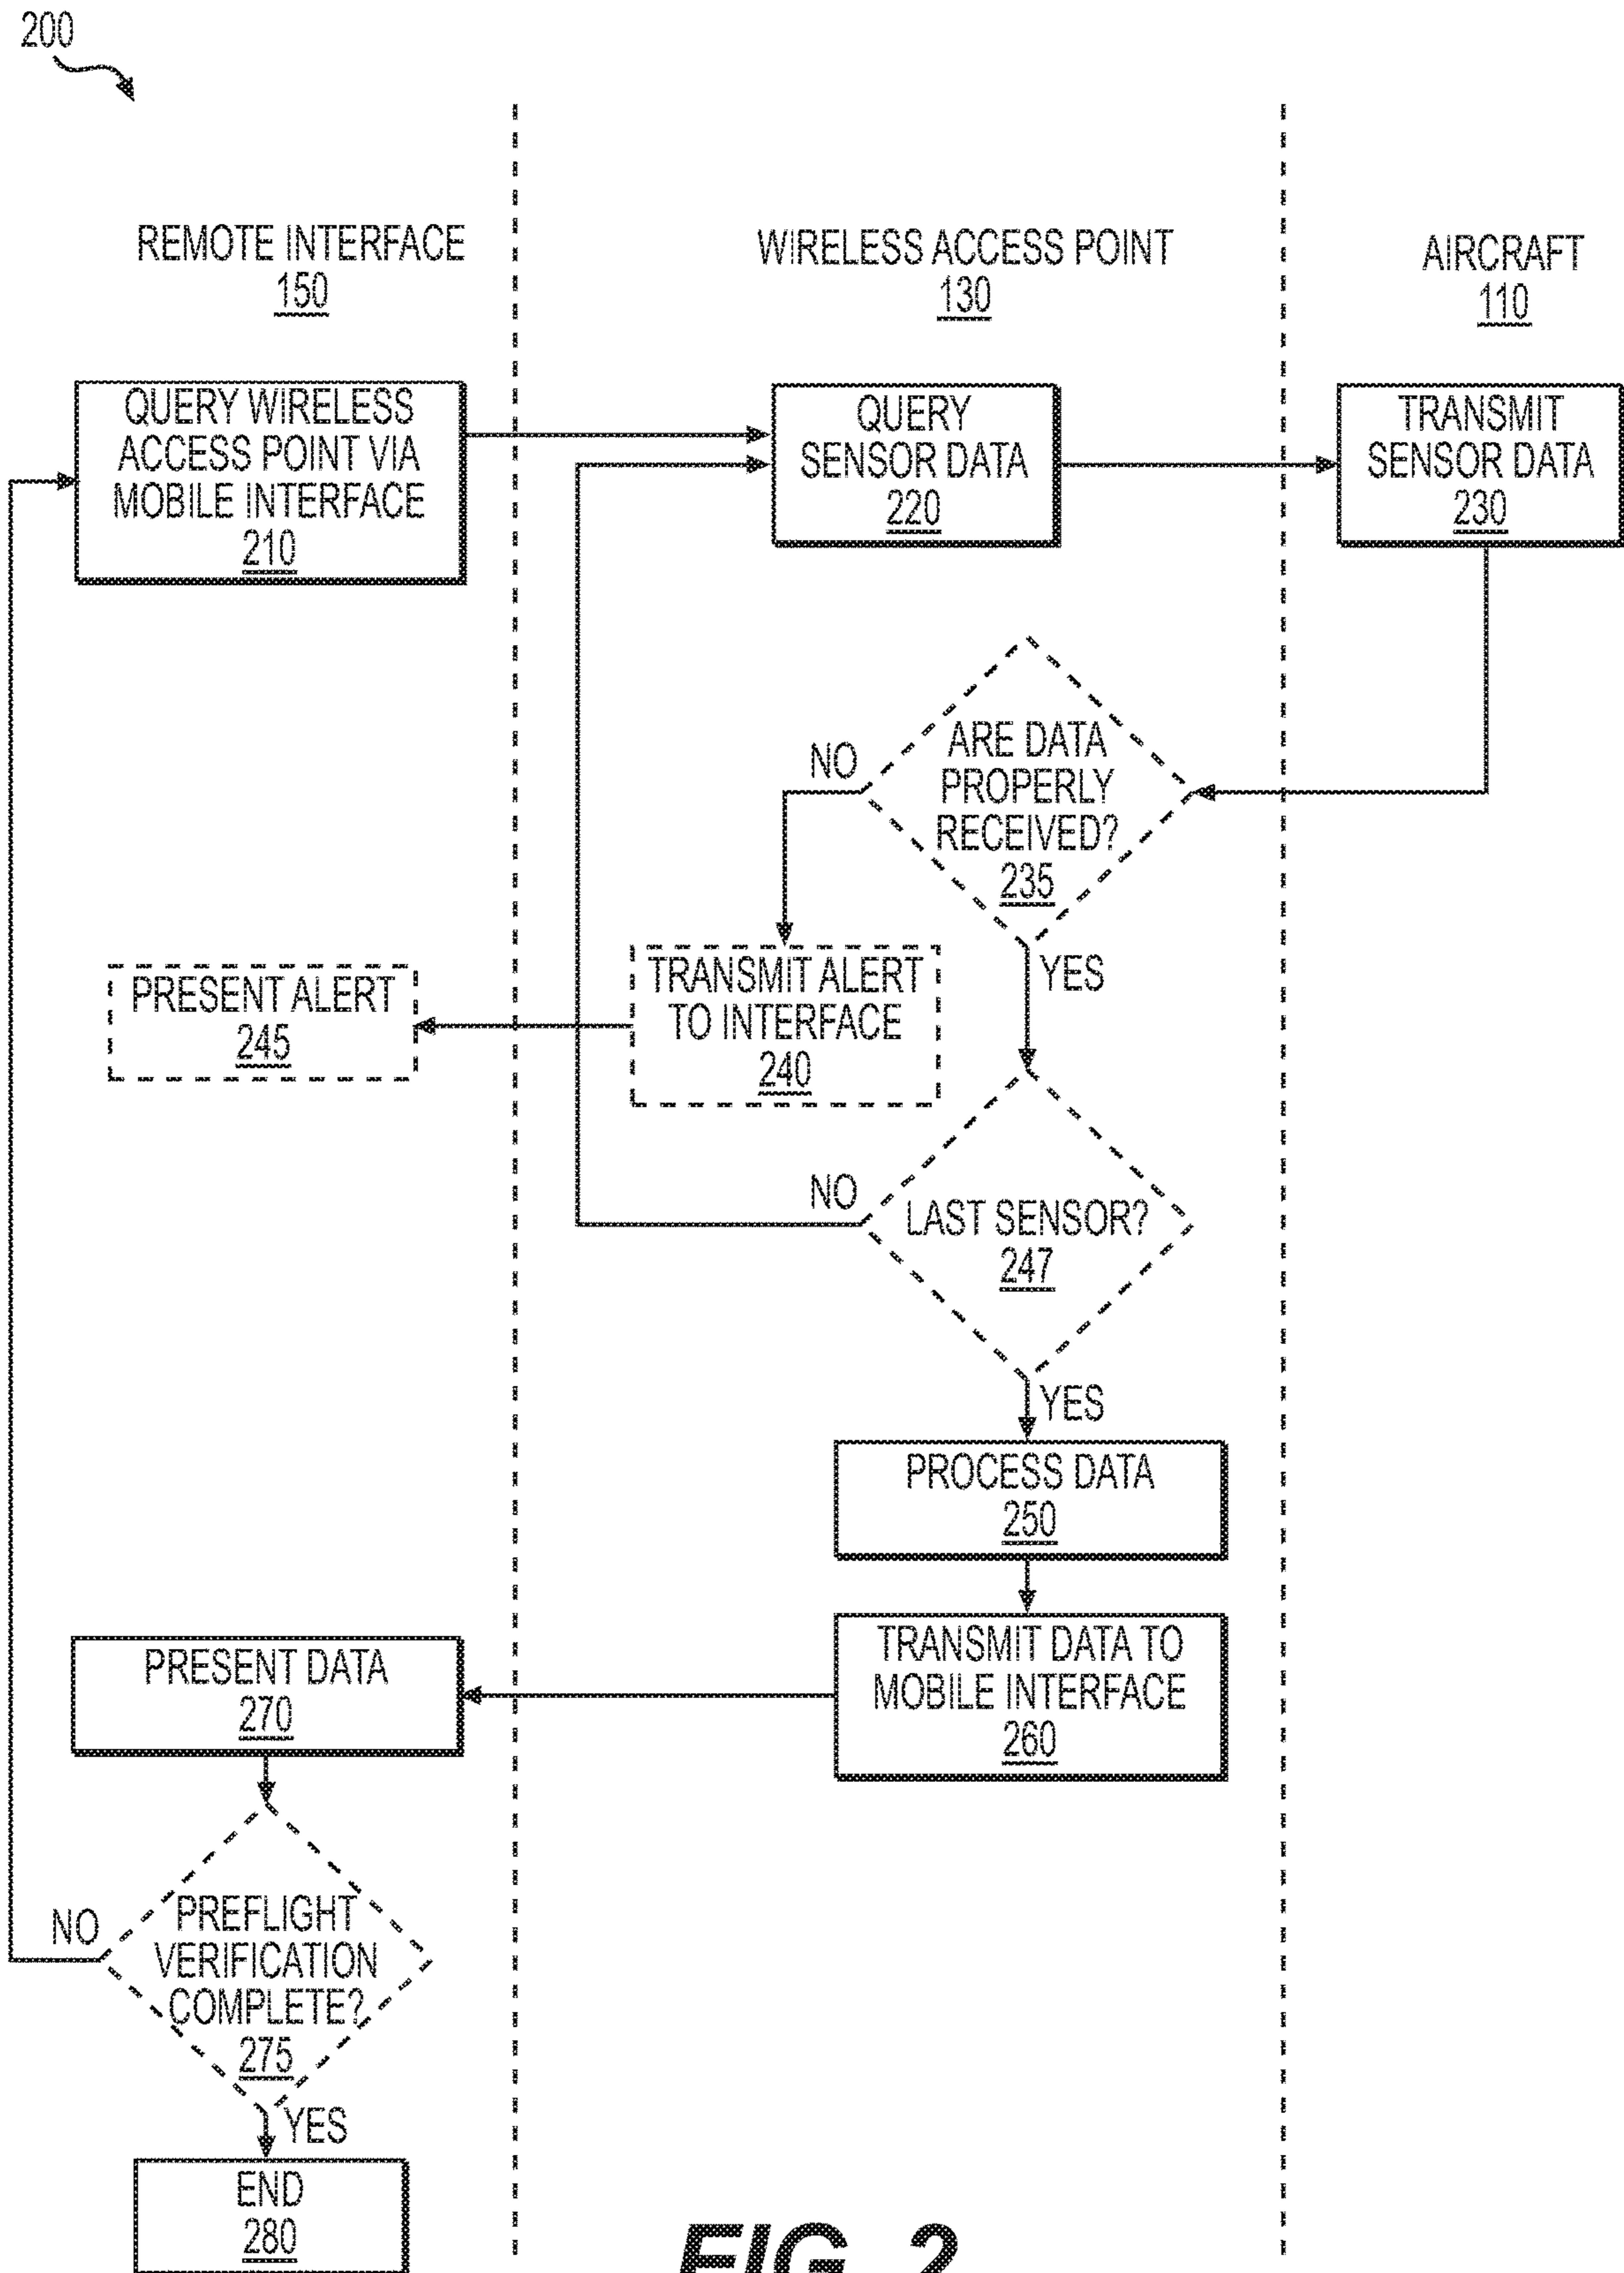 200
REMOTE INTERFACE
150
WIRELESS ACCESS POINT
130
AIRCRAFT
110
QUERY WIRELESS
ACCESS POINT VIA
MOBILE INTERFACE
210
QUERY
SENSOR DATA
220
TRANSMIT
SENSOR DATA
230
ARE DATA
PROPERLY
RECEIVED?
235
NO
YES
TRANSMIT ALERT
TO INTERFACE
240
PRESENT ALERT
245
LAST SENSOR?
247
NO
YES
PROCESS DATA
250
TRANSMIT DATA TO
MOBILE INTERFACE
260
PRESENT DATA
270
PREFLIGHT
VERIFICATION
COMPLETE?
275
NO
YES
END
280
FIG. 2